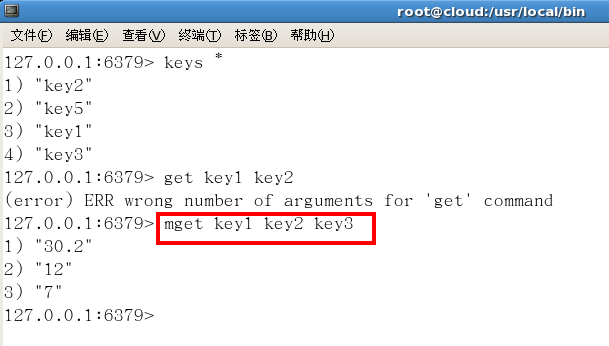 root@cloud:/usr/local/bin
文件(F) 编辑(E) 查看(V) 终端(T) 标签(B) 帮助(H)
127.0.0.1:6379> keys *
1) "key2"
2) "key5"
3) "key1"
4) "key3"
127.0.0.1:6379> get key1 key2
(error) ERR wrong number of arguments for 'get' command
127.0.0.1:6379> mget key1 key2 key3
1) "30.2"
2) "12"
3) "7"
127.0.0.1:6379>